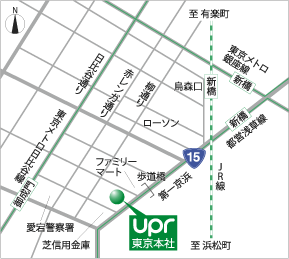 N
至 有楽町
日比谷通り
赤レンガ通り
柳通り
烏森口
新橋
東京メトロ
銀座線
新橋
ローソン
新橋
都営浅草線
東京メトロ日比谷線
ファミリー
マート
歩道橋
15
第一京浜
JR線
愛宕警察署
芝信用金庫
upr
東京本社
至 浜松町